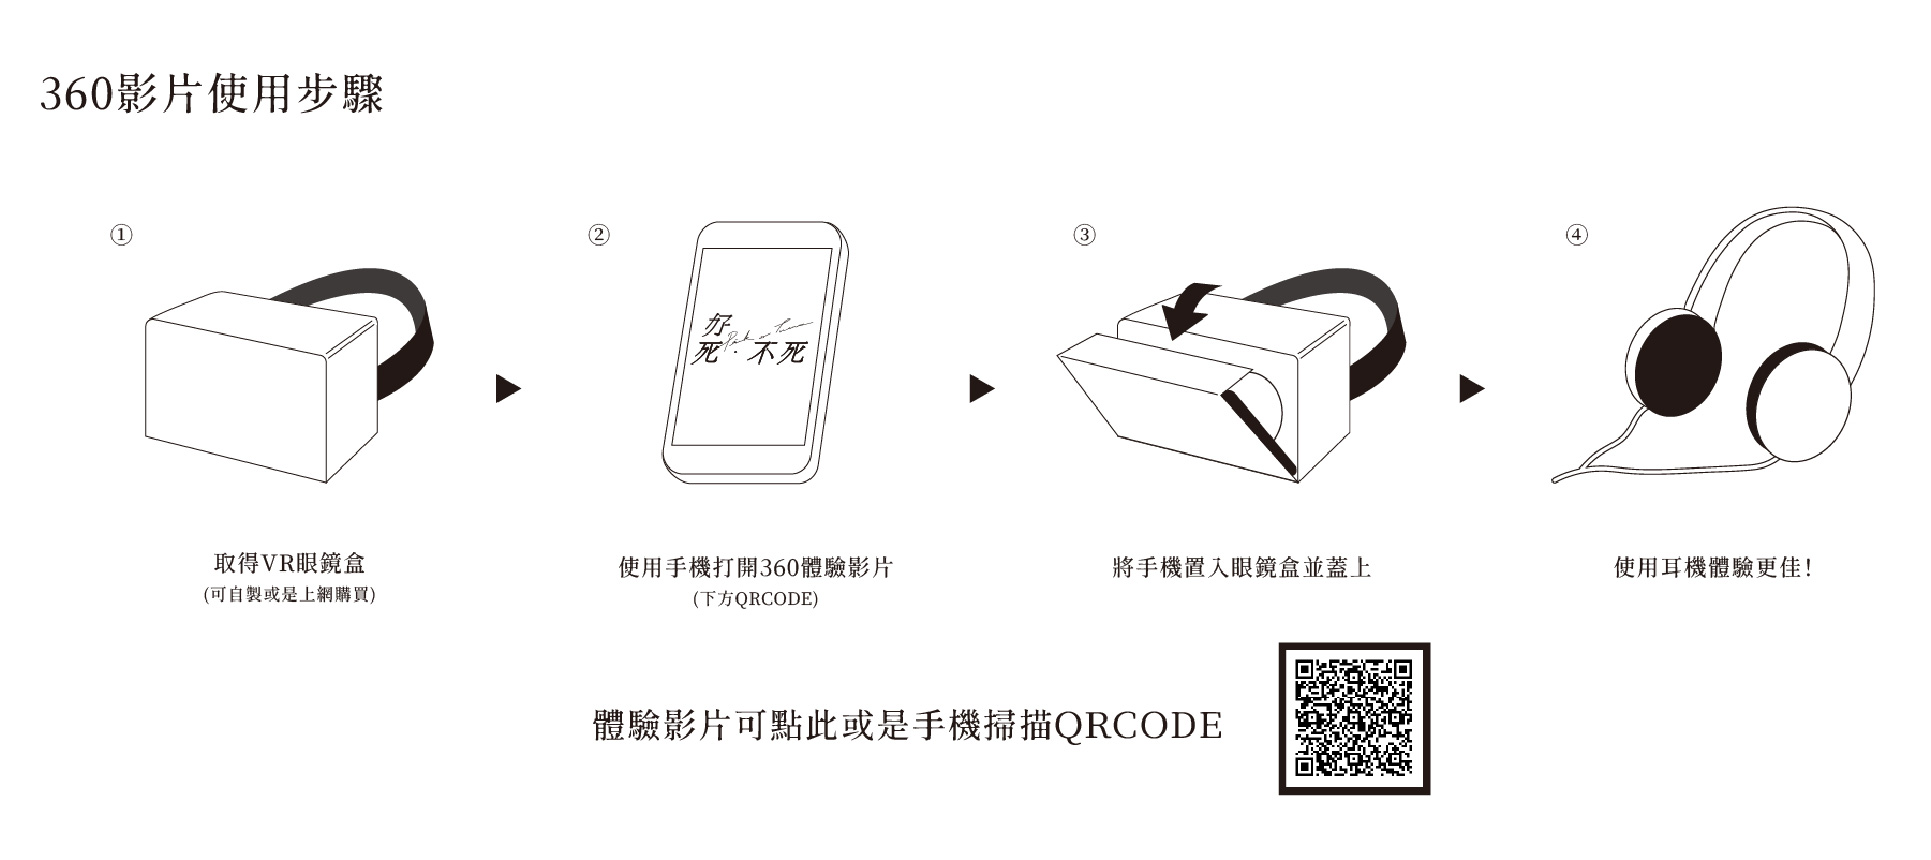 360影片使用步驟
①
②
③
④
好
死·不死
取得VR眼鏡盒
(可自製或是上網購買)
使用手機打開360體驗影片
(下方QRCODE)
將手機置入眼鏡盒並蓋上
使用耳機體驗更佳!
體驗影片可點此或是手機掃描QRCODE